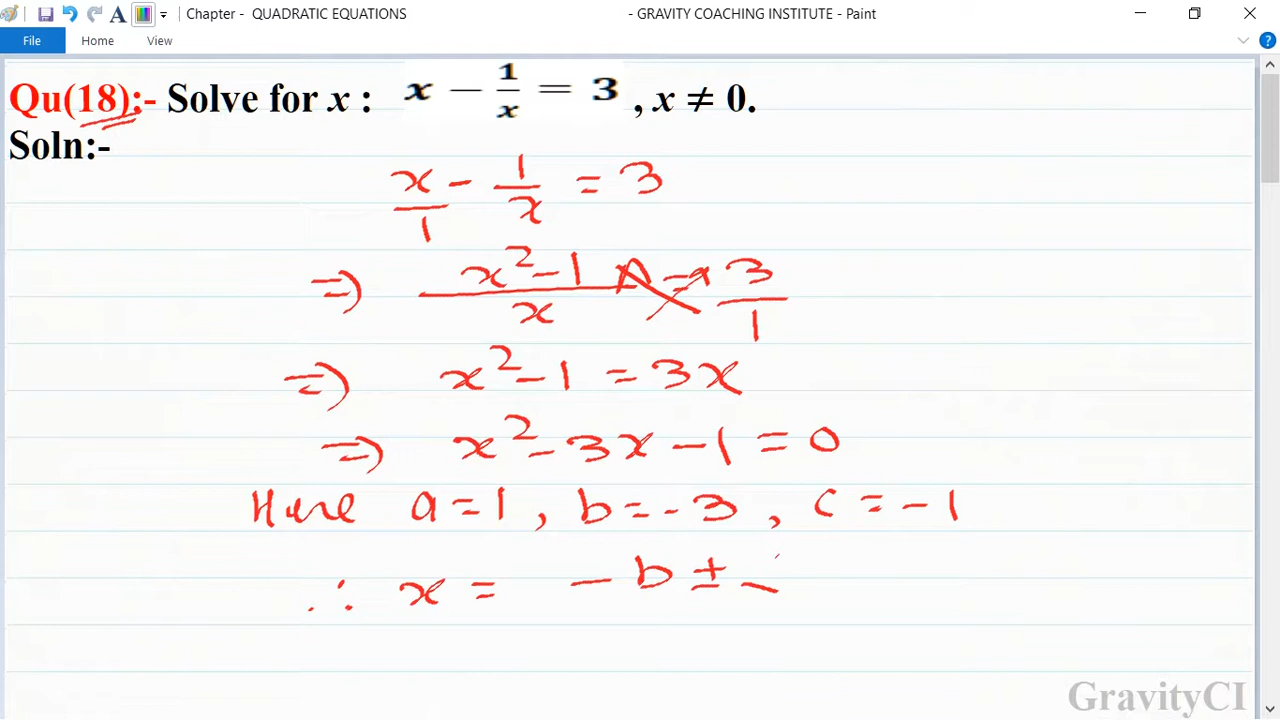 Chapter - QUADRATIC EQUATIONS - GRAVITY COACHING INSTITUTE - Paint
File Home View
Qu(18):- Solve for x : x − 1/x = 3 , x ≠ 0.
Soln:-
x/1 - 1/x = 3
=> x²-1/x = 3/1
=> x²-1 = 3x
=> x²-3x-1=0
Here a=1, b=-3, c=-1
∴ x = -b ±
GravityCI